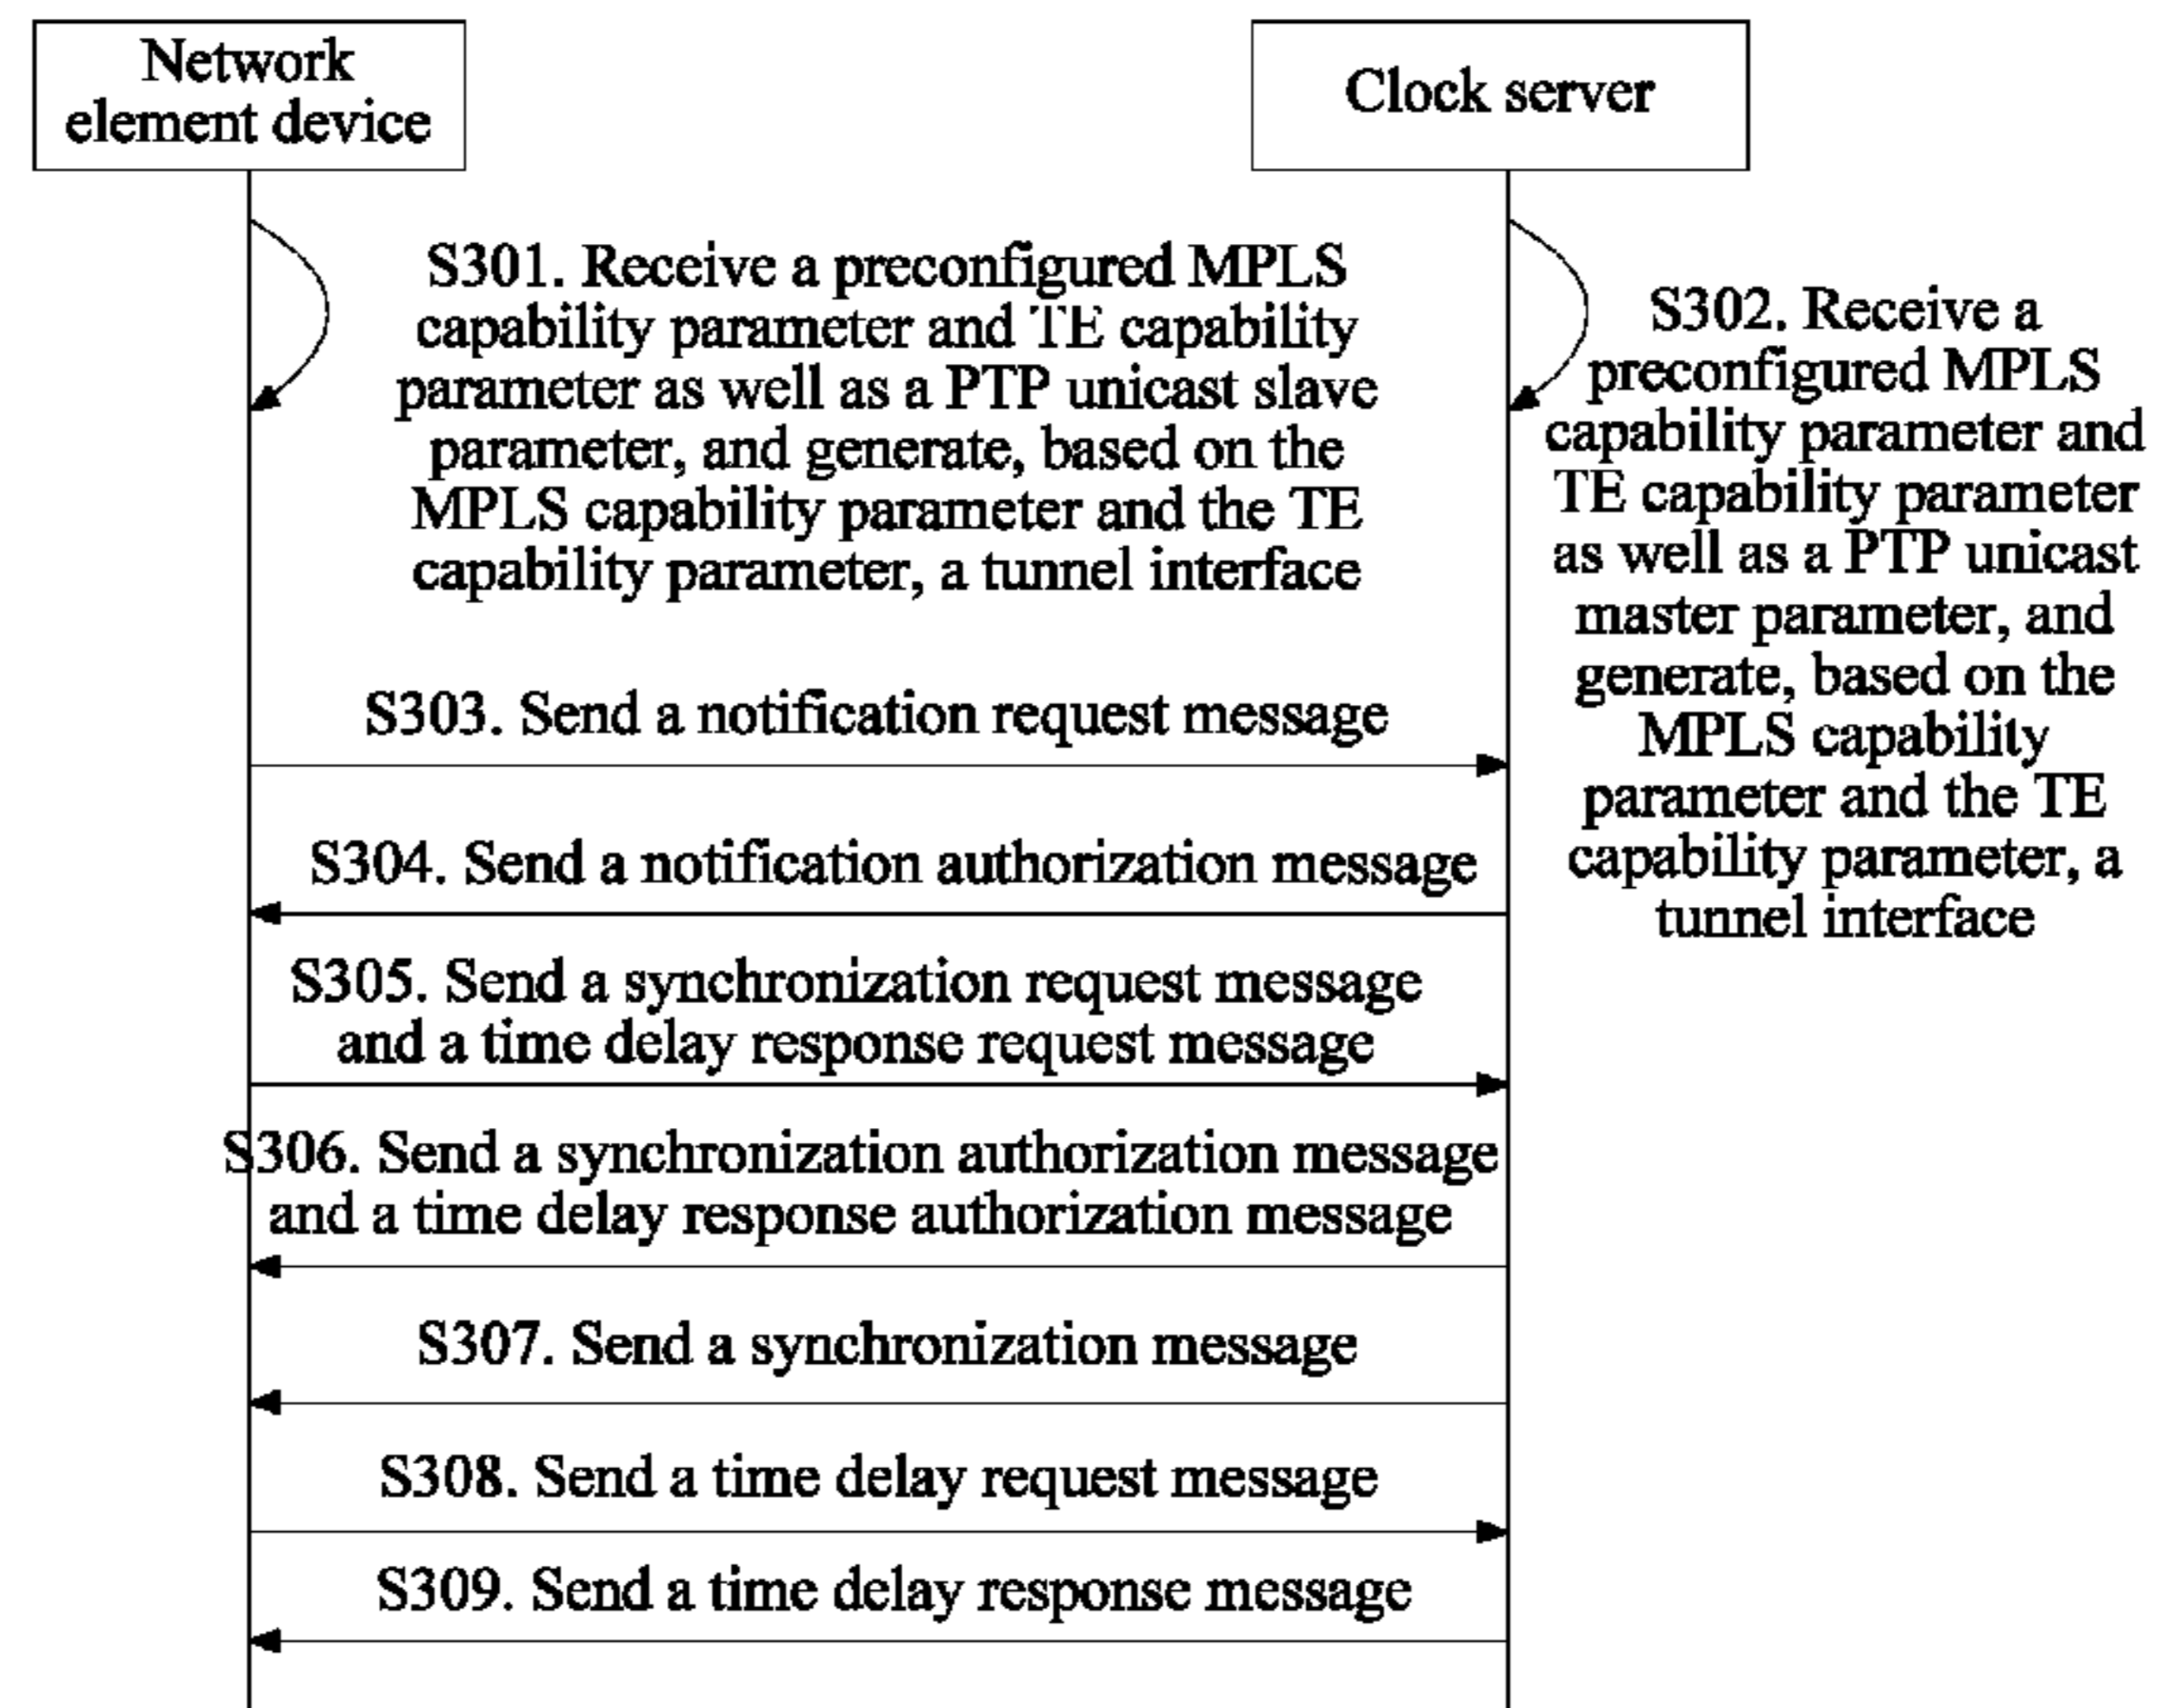 Network
element device
Clock server
S301. Receive a preconfigured MPLS
capability parameter and TE capability
parameter as well as a PTP unicast slave
parameter, and generate, based on the
MPLS capability parameter and the TE
capability parameter, a tunnel interface
S302. Receive a
preconfigured MPLS
capability parameter and
TE capability parameter
as well as a PTP unicast
master parameter, and
generate, based on the
MPLS capability
parameter and the TE
capability parameter, a
tunnel interface
S303. Send a notification request message
S304. Send a notification authorization message
S305. Send a synchronization request message
and a time delay response request message
S306. Send a synchronization authorization message
and a time delay response authorization message
S307. Send a synchronization message
S308. Send a time delay request message
S309. Send a time delay response message